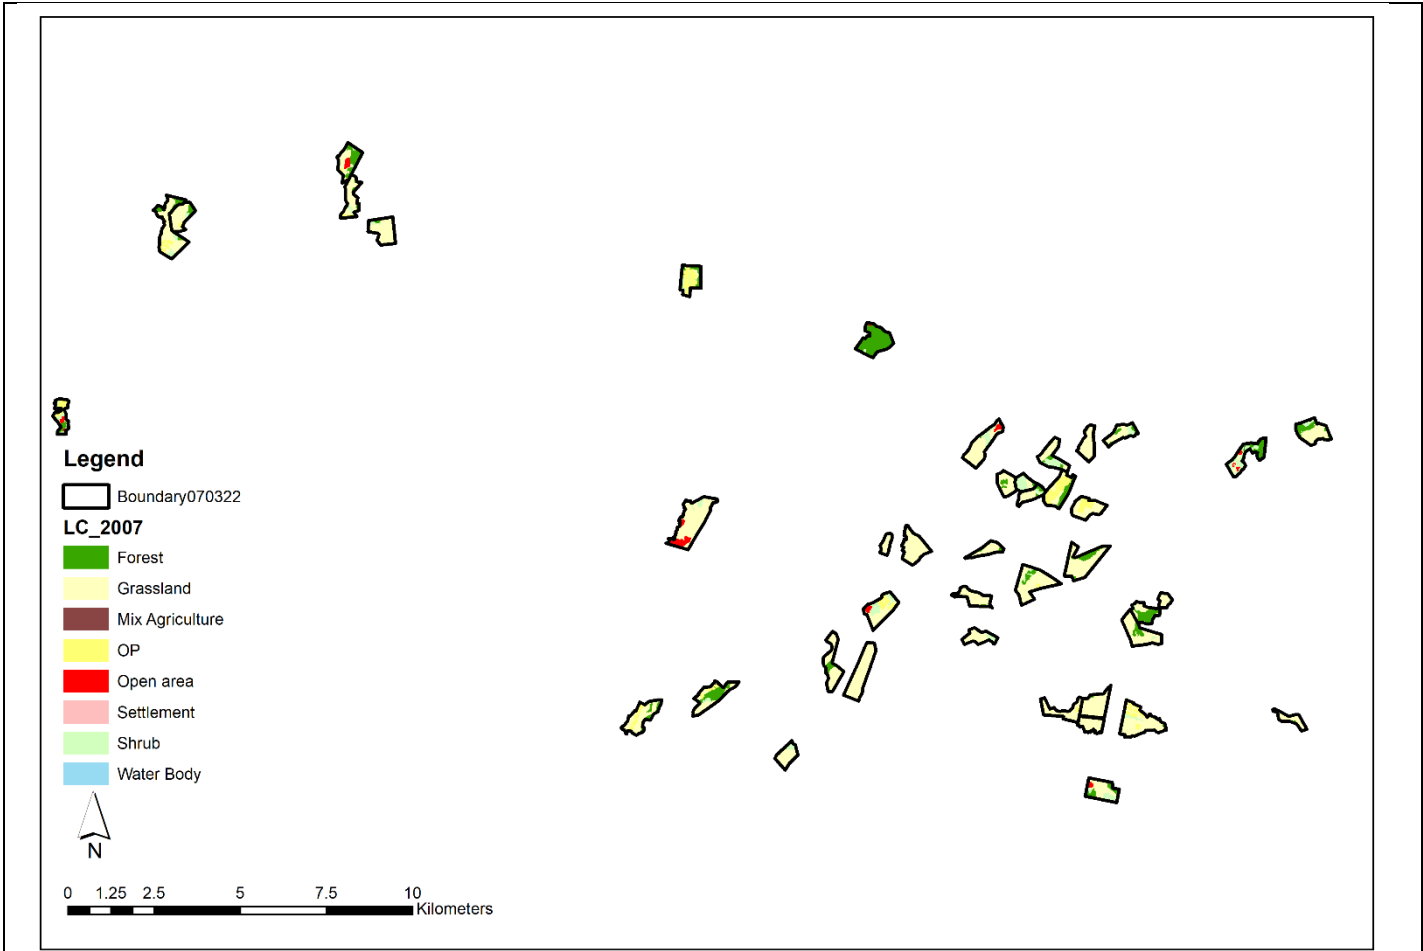 Legend
Boundary070322
LC_2007
Forest
Grassland
Mix Agriculture
OP
Open area
Settlement
Shrub
Water Body
N
0 1.25 2.5 5 7.5 10
Kilometers